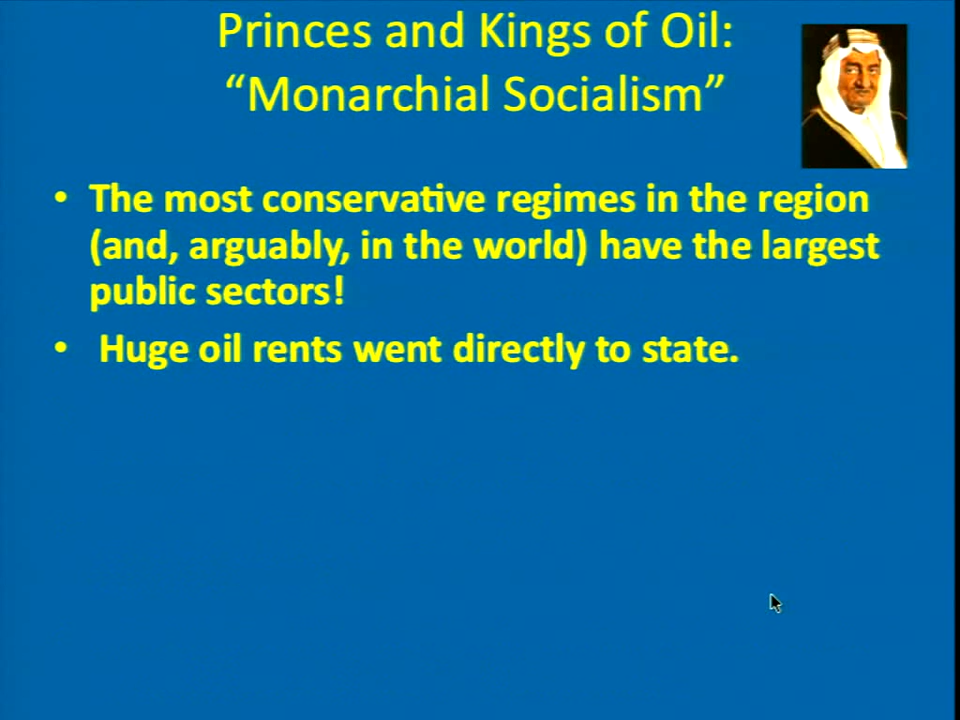 Princes and Kings of Oil:
“Monarchial Socialism”
• The most conservative regimes in the region
(and, arguably, in the world) have the largest
public sectors!
• Huge oil rents went directly to state.